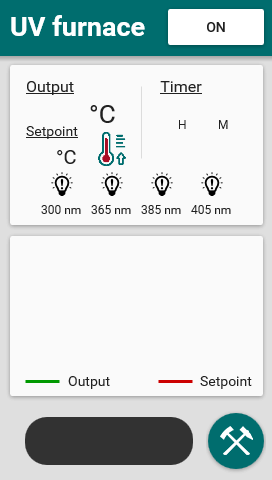 UV furnace
ON
Output
Timer
°C
H M
Setpoint
°C
300 nm 365 nm 385 nm 405 nm
Output
Setpoint